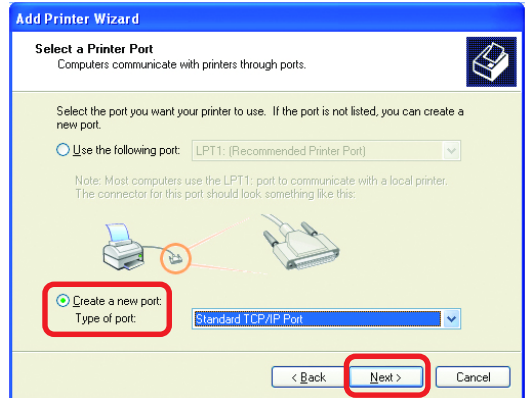 Add Printer Wizard
Select a Printer Port
Computers communicate with printers through ports.
Select the port you want your printer to use. If the port is not listed, you can create a
new port.
Use the following port: LPT1: (Recommended Printer Port)
Note: Most computers use the LPT1: port to communicate with a local printer.
The connector for this port should look something like this:
Create a new port:
Type of port: Standard TCP/IP Port
< Back Next > Cancel